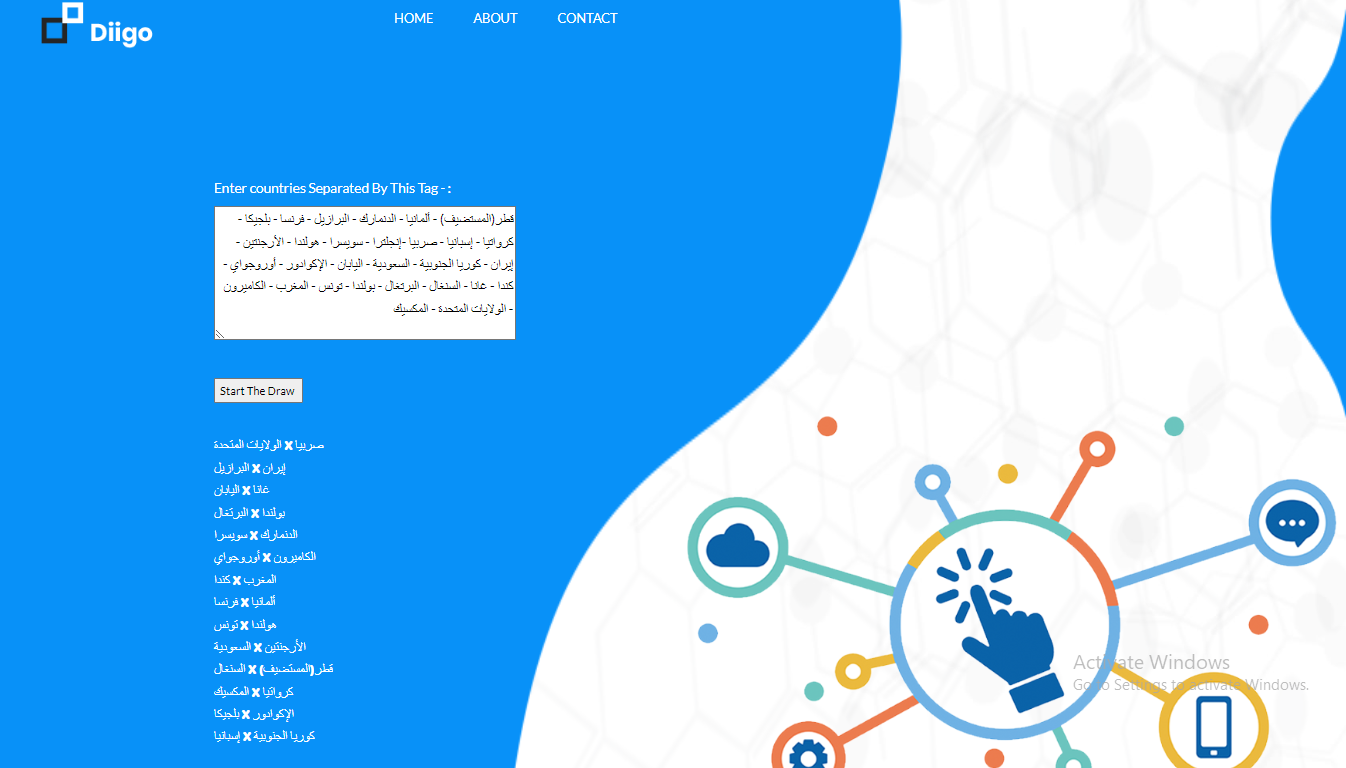 Diigo
HOME ABOUT CONTACT
Enter countries Separated By This Tag - :
قطر(المستضيف) - ألمانيا - الدنمارك - البرازيل - فرنسا - بلجيكا -
كرواتيا - إسبانيا - صربيا -إنجلترا - سويسرا - هولندا - الأرجنتين -
إيران - كوريا الجنوبية - السعودية - اليابان - الإكوادور - أوروجواي -
كندا - غانا - السنغال - البرتغال - بولندا - تونس - المغرب - الكاميرون
- الولايات المتحدة - المكسيك
Start The Draw
صربيا X الولايات المتحدة
إيران X البرازيل
غانا X اليابان
بولندا X البرتغال
الدنمارك X سويسرا
الكاميرون X أوروجواي
المغرب X كندا
ألمانيا X فرنسا
هولندا X تونس
الأرجنتين X السعودية
قطر(المستضيف) X السنغال
كرواتيا X المكسيك
الإكوادور X بلجيكا
كوريا الجنوبية X إسبانيا
Activate Windows
Go to Settings to activate Windows.